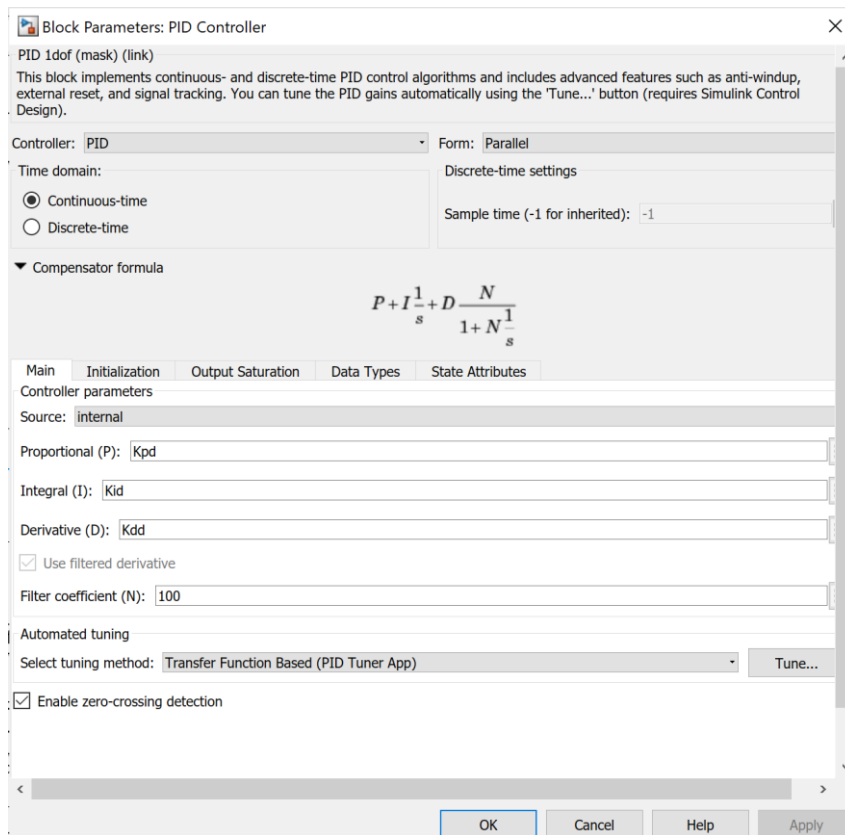 Block Parameters: PID Controller
PID 1dof (mask) (link)
This block implements continuous- and discrete-time PID control algorithms and includes advanced features such as anti-windup,
external reset, and signal tracking. You can tune the PID gains automatically using the 'Tune...' button (requires Simulink Control
Design).
Controller: PID Form: Parallel
Time domain: Discrete-time settings
Continuous-time
Sample time (-1 for inherited): -1
Discrete-time
Compensator formula
P + I 1/s + D N/(1 + N 1/s)
Main Initialization Output Saturation Data Types State Attributes
Controller parameters
Source: internal
Proportional (P): Kpd
Integral (I): Kid
Derivative (D): Kdd
Use filtered derivative
Filter coefficient (N): 100
Automated tuning
Select tuning method: Transfer Function Based (PID Tuner App) Tune...
Enable zero-crossing detection
OK Cancel Help Apply